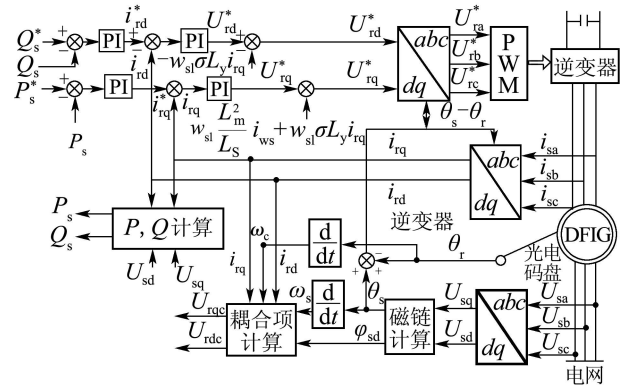 Q*s + − PI i*rd + − PI U*rd + − U*rd abc dq U*ra U*rb U*rc PWM 逆变器
Qs ird −wslσLyirq
P*s + − PI i*rq irq PI U*rq U*rq
Ps wsl L²m/LS iws+wslσLyirq θs−θr
irq abc dq isa
isb
ird isc
Ps P, Q计算 逆变器 DFIG
Qs ωc d/dt θr 光电码盘
Usd Usq irq ird − + +
Urqc 耦合项计算 ωs d/dt θs 磁链计算 Usq abc dq Usa
Urdc φsd Usd Usb
Usc
电网